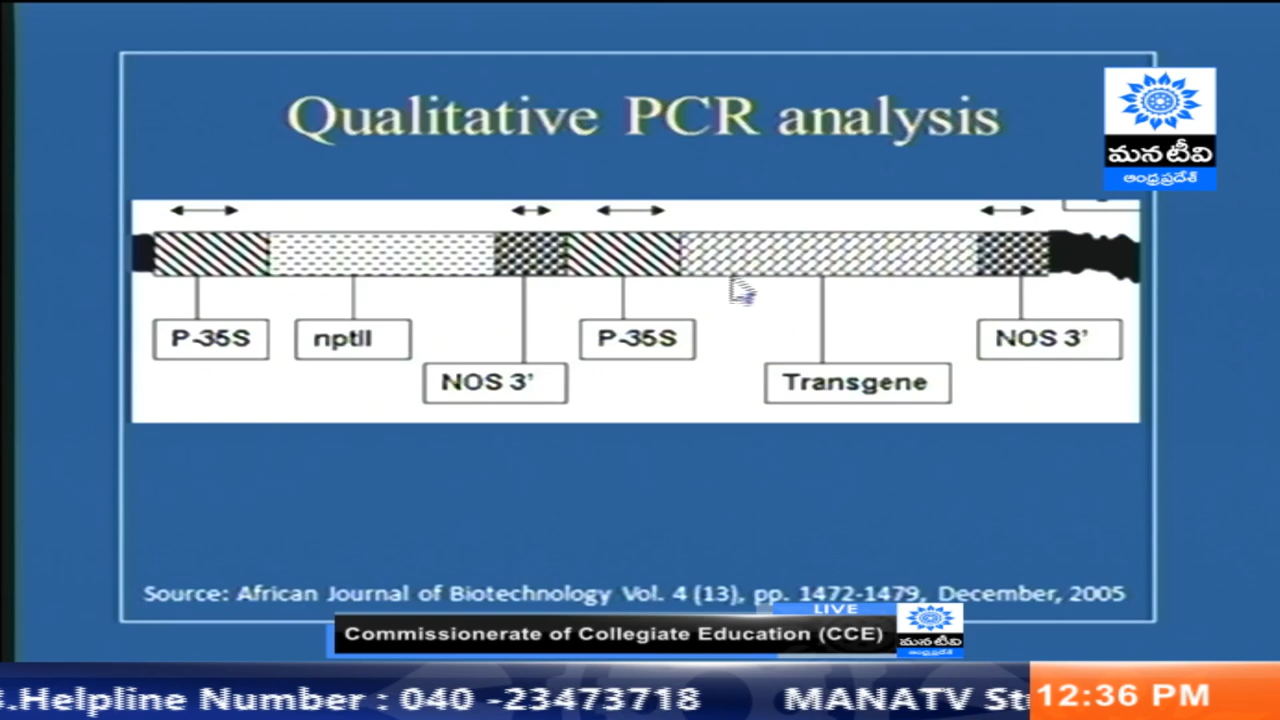 Qualitative PCR analysis
మన టీవి
ఆంధ్రప్రదేశ్
P-35S
nptII
P-35S
NOS 3’
NOS 3’
Transgene
Source: African Journal of Biotechnology Vol. 4 (13), pp. 1472-1479, December, 2005
LIVE
Commissionerate of Collegiate Education (CCE)
మన టీవి
ఆంధ్రప్రదేశ్
.Helpline Number : 040 -23473718 MANATV
12:36 PM